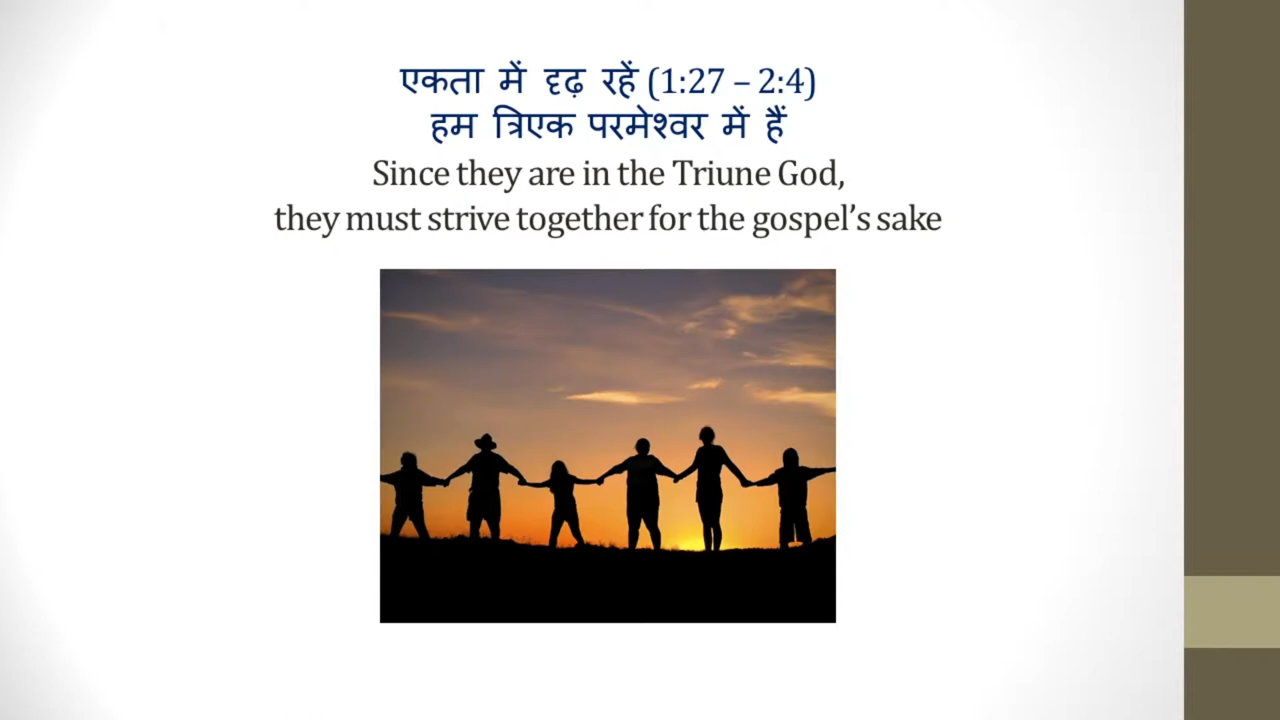 एकता में दृढ़ रहें (1:27 – 2:4)
हम त्रिएक परमेश्वर में हैं
Since they are in the Triune God,
they must strive together for the gospel’s sake